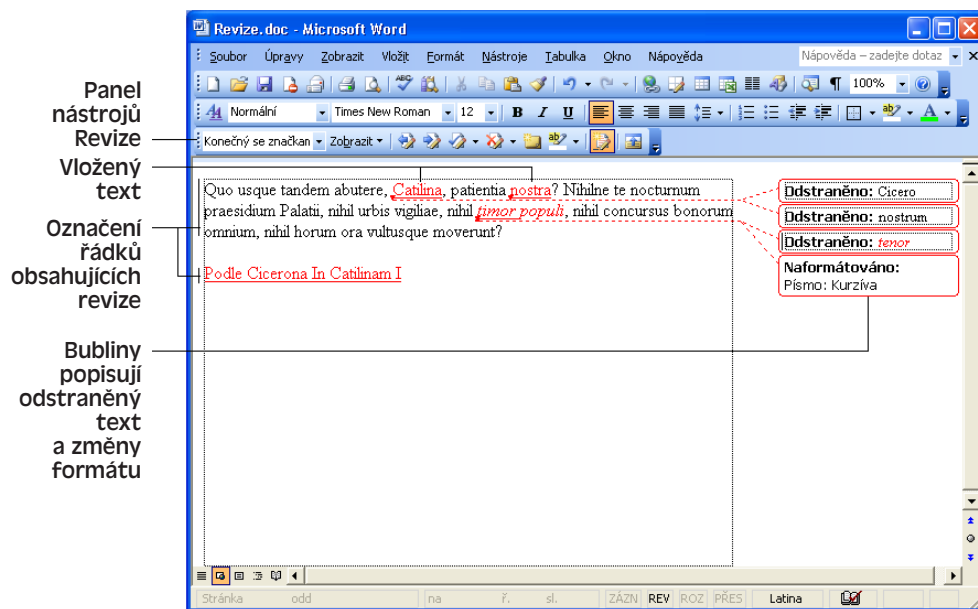 Revize.doc - Microsoft Word
Soubor Úpravy Zobrazit Vložit Formát Nástroje Tabulka Okno Nápověda Nápověda – zadejte dotaz
100%
Normální Times New Roman 12 B I U
Konečný se značkan Zobrazit
Panel
nástrojů
Revize
Vložený
text
Označení
řádků
obsahujících
revize
Bubliny
popisují
odstraněný
text
a změny
formátu
Quo usque tandem abutere, Catilina, patientia nostra? Nihilne te nocturnum
praesidium Palatii, nihil urbis vigiliae, nihil timor populi, nihil concursus bonorum
omnium, nihil horum ora vultusque moverunt?
Podle Cicerona In Catilinam I
Odstraněno: Cicero
Odstraněno: nostrum
Odstraněno: tenor
Naformátováno:
Písmo: Kurzíva
Stránka odd na ř. sl. ZÁZN REV ROZ PŘES Latina